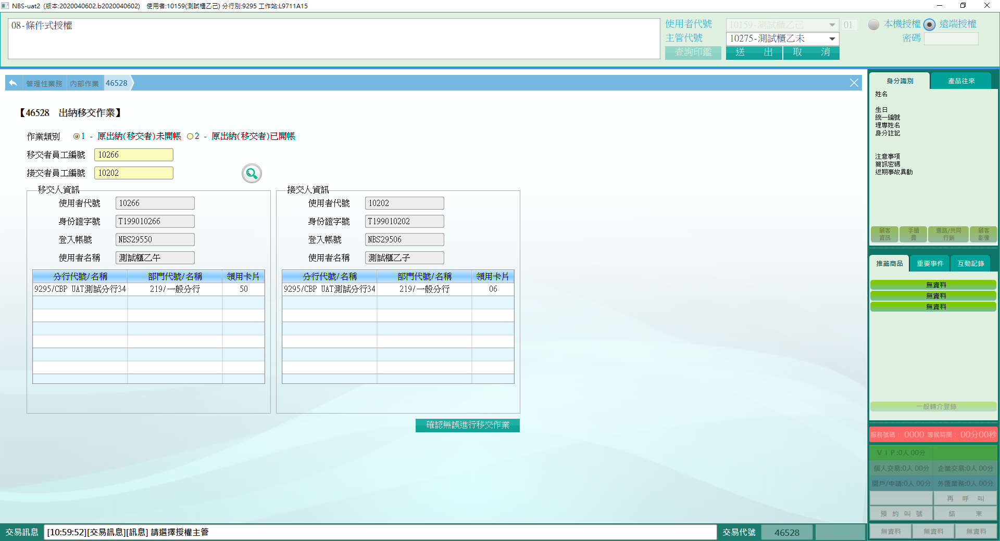 NBS-uat2 (版本:2020040602.b2020040602) 使用者:10159(測試櫃乙己) 分行別:9295 工作站:L9711A15
08-條件式授權
使用者代號 10159-測試櫃乙己 01 本機授權 遠端授權
主管代號 10275-測試櫃乙未 密碼
查詢印鑑 送 出 取 消
管理性業務 內部作業 46528
【46528 出納移交作業】
作業類別 1 - 原出納(移交者)未開帳 2 - 原出納(移交者)已開帳
移交者員工編號 10266
接交者員工編號 10202
移交人資訊
使用者代號 10266
身份證字號 T199010266
登入帳號 NBS29550
使用者名稱 測試櫃乙午
分行代號/名稱 部門代號/名稱 領用卡片
9295/CBP UAT測試分行34 219/一般分行 50
接交人資訊
使用者代號 10202
身份證字號 T199010202
登入帳號 NBS29506
使用者名稱 測試櫃乙子
分行代號/名稱 部門代號/名稱 領用卡片
9295/CBP UAT測試分行34 219/一般分行 06
確認無誤進行移交作業
身分識別 產品往來
姓名
生日
統一編號
理專姓名
身分註記
注意事項
簡訊密碼
近期事故異動
顧客資訊 手續費 通路/共同行銷 顧客影像
推薦商品 重要事件 互動記錄
無資料
無資料
無資料
一般轉介登錄
服務號碼: 0000 等候時間: 00分00秒
VIP:0人 00分
個人交易:0人 00分 企業交易:0人 00分
開戶/申請:0人 00分 外匯業務:0人 00分
再 呼 叫
預 約 叫 號 結 束
無資料 無資料 無資料
交易訊息 [10:59:52][交易訊息][訊息] 請選擇授權主管 交易代號 46528